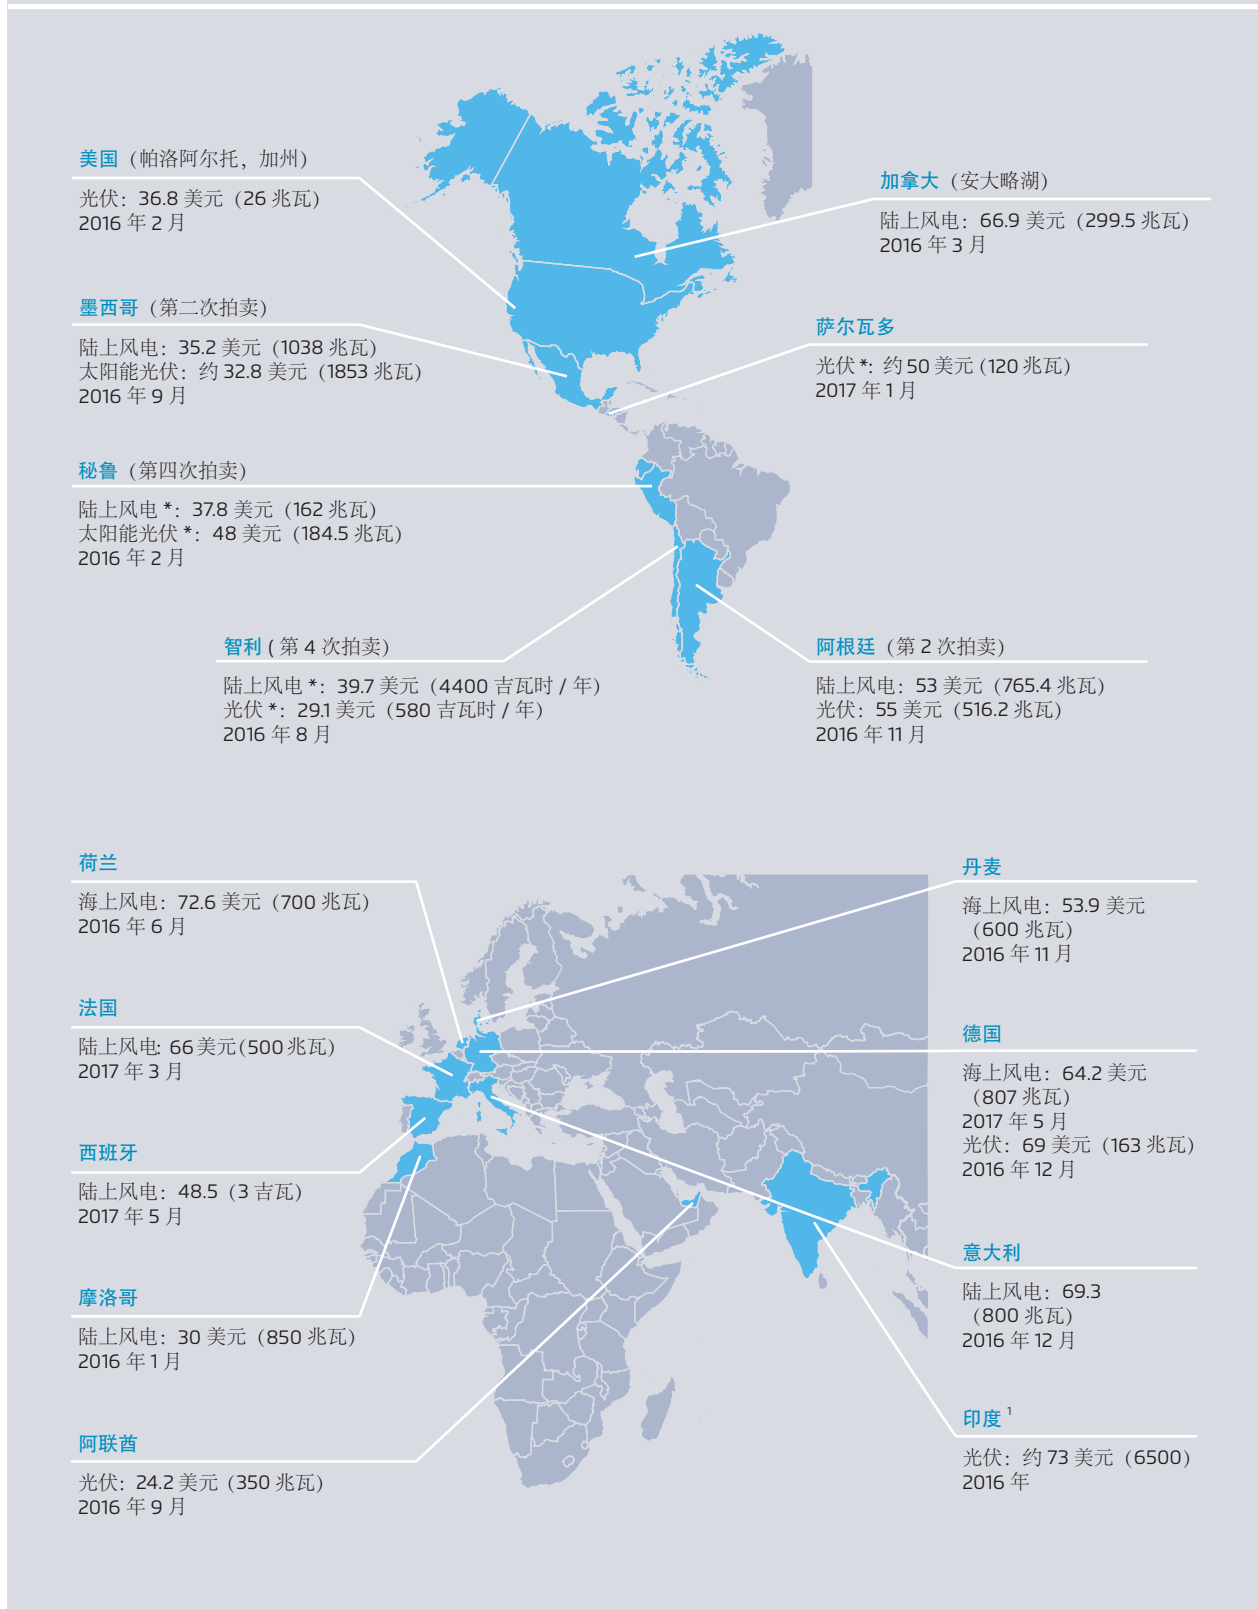 美国（帕洛阿尔托，加州）
光伏：36.8 美元（26 兆瓦）
2016 年 2 月
加拿大（安大略湖）
陆上风电：66.9 美元（299.5 兆瓦）
2016 年 3 月
墨西哥（第二次拍卖）
陆上风电：35.2 美元（1038 兆瓦）
太阳能光伏：约 32.8 美元（1853 兆瓦）
2016 年 9 月
萨尔瓦多
光伏 *：约 50 美元 (120 兆瓦）
2017 年 1 月
秘鲁（第四次拍卖）
陆上风电 *：37.8 美元（162 兆瓦）
太阳能光伏 *：48 美元（184.5 兆瓦）
2016 年 2 月
智利 ( 第 4 次拍卖）
陆上风电 *：39.7 美元（4400 吉瓦时 / 年）
光伏 *：29.1 美元（580 吉瓦时 / 年）
2016 年 8 月
阿根廷（第 2 次拍卖）
陆上风电：53 美元（765.4 兆瓦）
光伏：55 美元（516.2 兆瓦）
2016 年 11 月
荷兰
海上风电：72.6 美元（700 兆瓦）
2016 年 6 月
丹麦
海上风电：53.9 美元
（600 兆瓦）
2016 年 11 月
法国
陆上风电: 66 美元 (500 兆瓦）
2017 年 3 月
德国
海上风电：64.2 美元
（807 兆瓦）
2017 年 5 月
光伏：69 美元（163 兆瓦）
2016 年 12 月
西班牙
陆上风电：48.5（3 吉瓦）
2017 年 5 月
意大利
陆上风电：69.3
（800 兆瓦）
2016 年 12 月
摩洛哥
陆上风电：30 美元（850 兆瓦）
2016 年 1 月
阿联酋
光伏：24.2 美元（350 兆瓦）
2016 年 9 月
印度 ¹
光伏：约 73 美元（6500）
2016 年